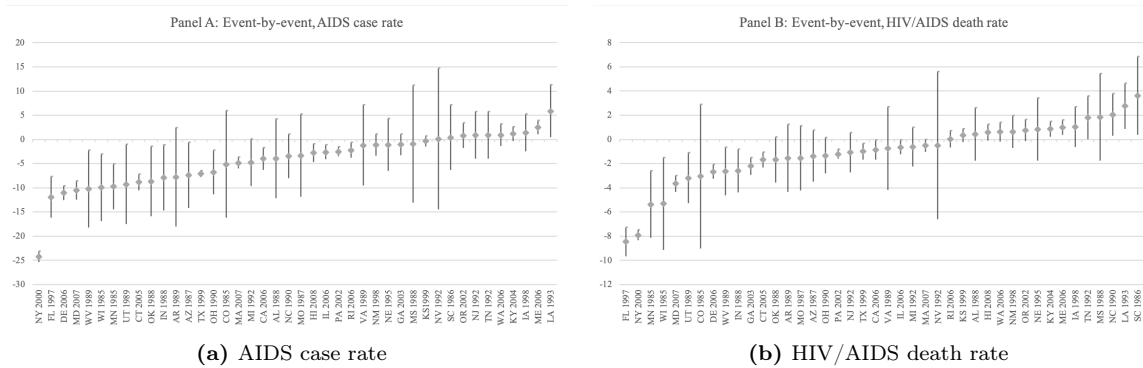 Panel A: Event-by-event, AIDS case rate
20
15
10
5
0
-5
-10
-15
-20
-25
-30
NY 2000
FL 1997
DE 2006
MD 2007
WV 1989
WI 1985
MN 1985
UT 1989
CT 2005
OK 1988
IN 1988
AR 1989
AZ 1987
TX 1999
OH 1990
CO 1985
MA 2007
MI 1992
CA 2006
AL 1988
NC 1990
MO 1987
HI 2008
IL 2006
PA 2002
RI 2006
VA 1989
NM 1998
NE 1995
GA 2003
MS 1988
KS1999
NV 1992
SC 1986
OR 2002
NJ 1992
TN 1992
WA 2006
KY 2004
IA 1998
ME 2006
LA 1993
(a) AIDS case rate
Panel B: Event-by-event, HIV/AIDS death rate
8
6
4
2
0
-2
-4
-6
-8
-10
-12
FL 1997
NY 2000
MN 1985
WI 1985
MD 2007
UT 1989
CO 1985
DE 2006
WV 1989
IN 1988
GA 2003
CT 2005
OK 1988
AR 1989
MO 1987
AZ 1987
OH 1990
PA 2002
NJ 1992
TX 1999
CA 2006
VA 1989
IL 2006
MI 1992
MA 2007
NV 1992
RI 2006
KS 1999
AL 1988
HI 2008
WA 2006
NM 1998
OR 2002
NE 1995
KY 2004
ME 2006
IA 1998
TN 1992
MS 1988
NC 1990
LA 1993
SC 1986
(b) HIV/AIDS death rate